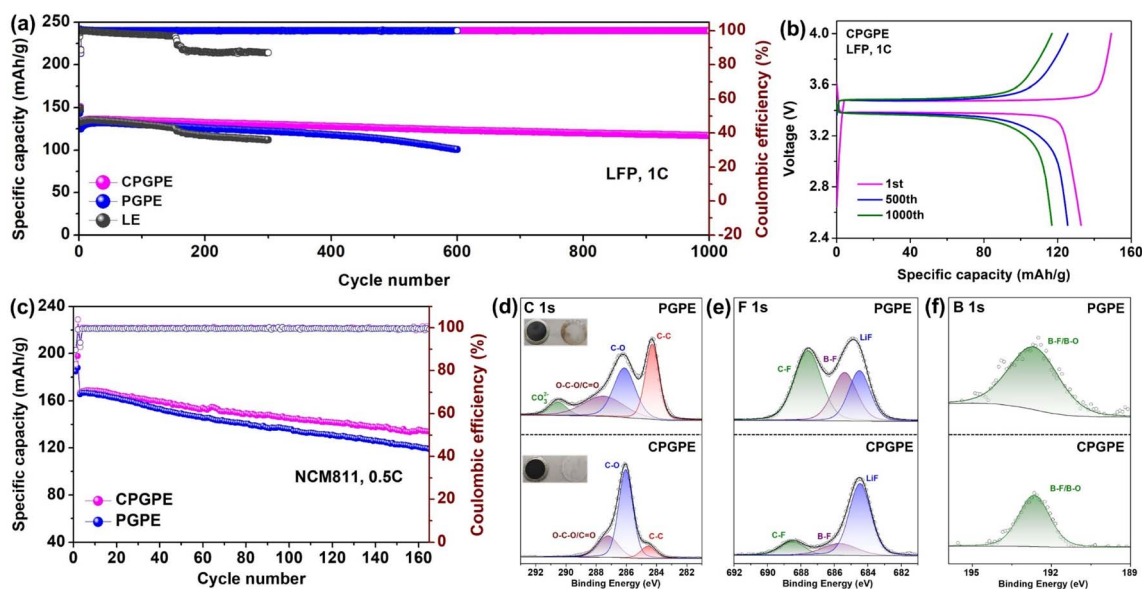 (a)
250
200
150
100
50
0
Specific capacity (mAh/g)
100
80
60
40
20
0
-20
Coulombic efficiency (%)
CPGPE
PGPE
LE
LFP, 1C
0 200 400 600 800 1000
Cycle number
(b)
CPGPE
LFP, 1C
4.0
3.6
3.2
2.8
2.4
Voltage (V)
1st
500th
1000th
0 40 80 120 160
Specific capacity (mAh/g)
(c)
240
200
160
120
80
40
Specific capacity (mAh/g)
100
80
60
40
20
0
Coulombic efficiency (%)
NCM811, 0.5C
CPGPE
PGPE
0 20 40 60 80 100 120 140 160
Cycle number
(d) C 1s PGPE
C-C
C-O
O-C-O/C=O
CO₃²⁻
CPGPE
C-O
O-C-O/C=O
C-C
292 290 288 286 284 282
Binding Energy (eV)
(e) F 1s PGPE
LiF
B-F
C-F
CPGPE
LiF
C-F
B-F
692 690 688 686 684 682
Binding Energy (eV)
(f) B 1s PGPE
B-F/B-O
CPGPE
B-F/B-O
195 192 189
Binding Energy (eV)